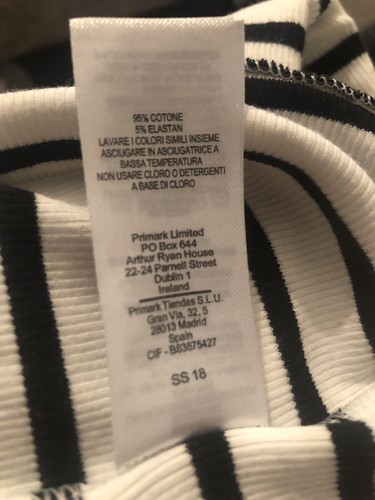 95% COTONE
5% ELASTAN
LAVARE I COLORI SIMILI INSIEME
ASCIUGARE IN ASCIUGATRICE A
BASSA TEMPERATURA
NON USARE CLORO O DETERGENTI
A BASE DI CLORO
Primark Limited
PO Box 644
Arthur Ryan House
22-24 Parnell Street
Dublin 1
Ireland
Primark Tiendas S.L.U.
Gran Via, 32, 5
28013 Madrid
Spain
CIF - B83875427
SS 18